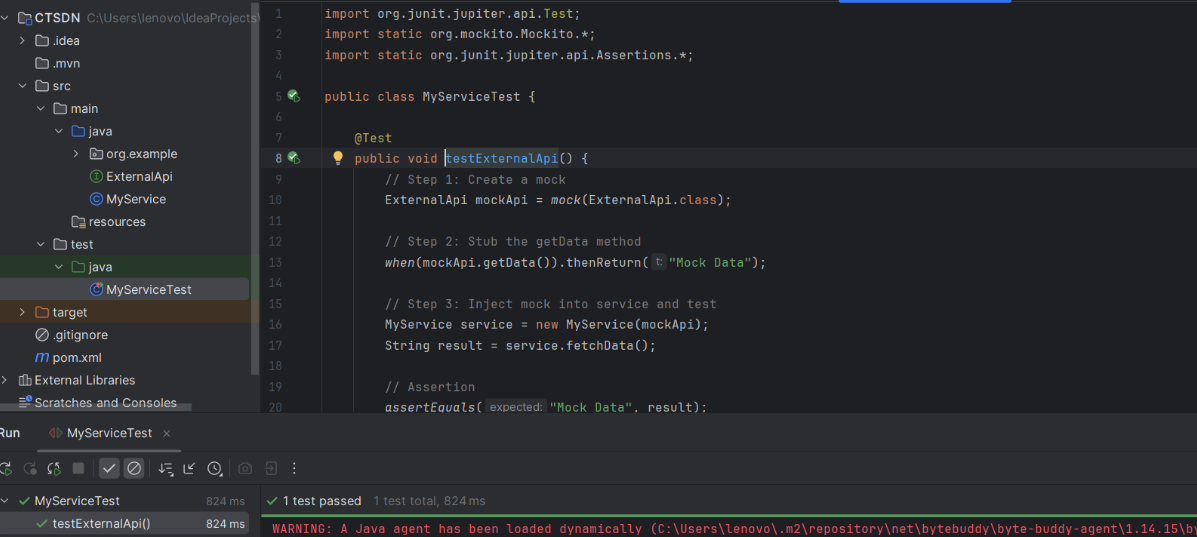 CTSDN C:\Users\lenovo\IdeaProjects\
.idea
.mvn
src
main
java
org.example
ExternalApi
MyService
resources
test
java
MyServiceTest
target
.gitignore
pom.xml
External Libraries
Scratches and Consoles
1 import org.junit.jupiter.api.Test;
2 import static org.mockito.Mockito.*;
3 import static org.junit.jupiter.api.Assertions.*;
4
5 public class MyServiceTest {
6
7 @Test
8 public void testExternalApi() {
9 // Step 1: Create a mock
10 ExternalApi mockApi = mock(ExternalApi.class);
11
12 // Step 2: Stub the getData method
13 when(mockApi.getData()).thenReturn( t: "Mock Data");
14
15 // Step 3: Inject mock into service and test
16 MyService service = new MyService(mockApi);
17 String result = service.fetchData();
18
19 // Assertion
20 assertEquals( expected: "Mock Data", result);
Run MyServiceTest
MyServiceTest 824 ms
testExternalApi() 824 ms
1 test passed 1 test total, 824 ms
WARNING: A Java agent has been loaded dynamically (C:\Users\lenovo\.m2\repository\net\bytebuddy\byte-buddy-agent\1.14.15\by